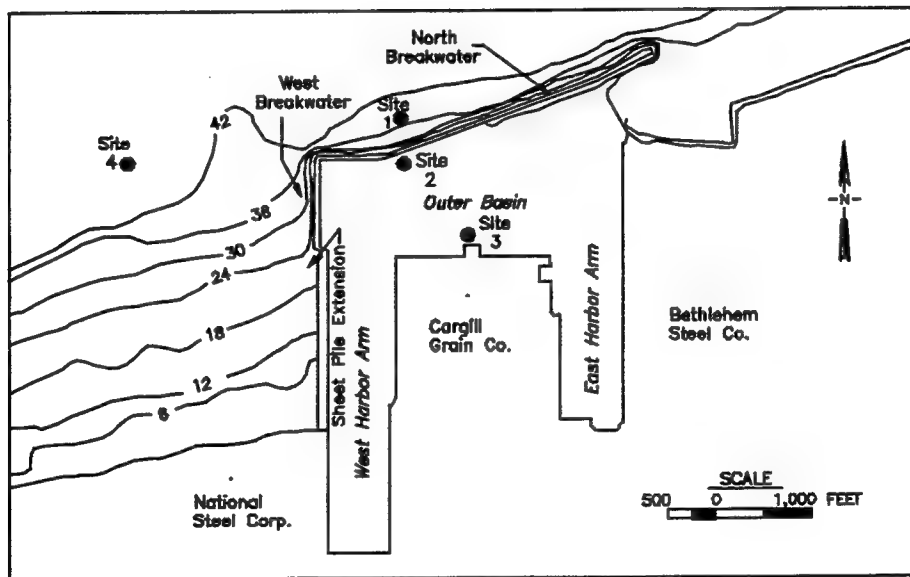 North
Breakwater
West
Breakwater
42
Site
1
Site
4
Site
2
Outer Basin
Site
3
36
30
24
18
12
6
Sheet Pile Extension
West Harbor Arm
Cargill
Grain Co.
East Harbor Arm
Bethlehem
Steel Co.
-N-
National
Steel Corp.
SCALE
500 0 1,000 FEET